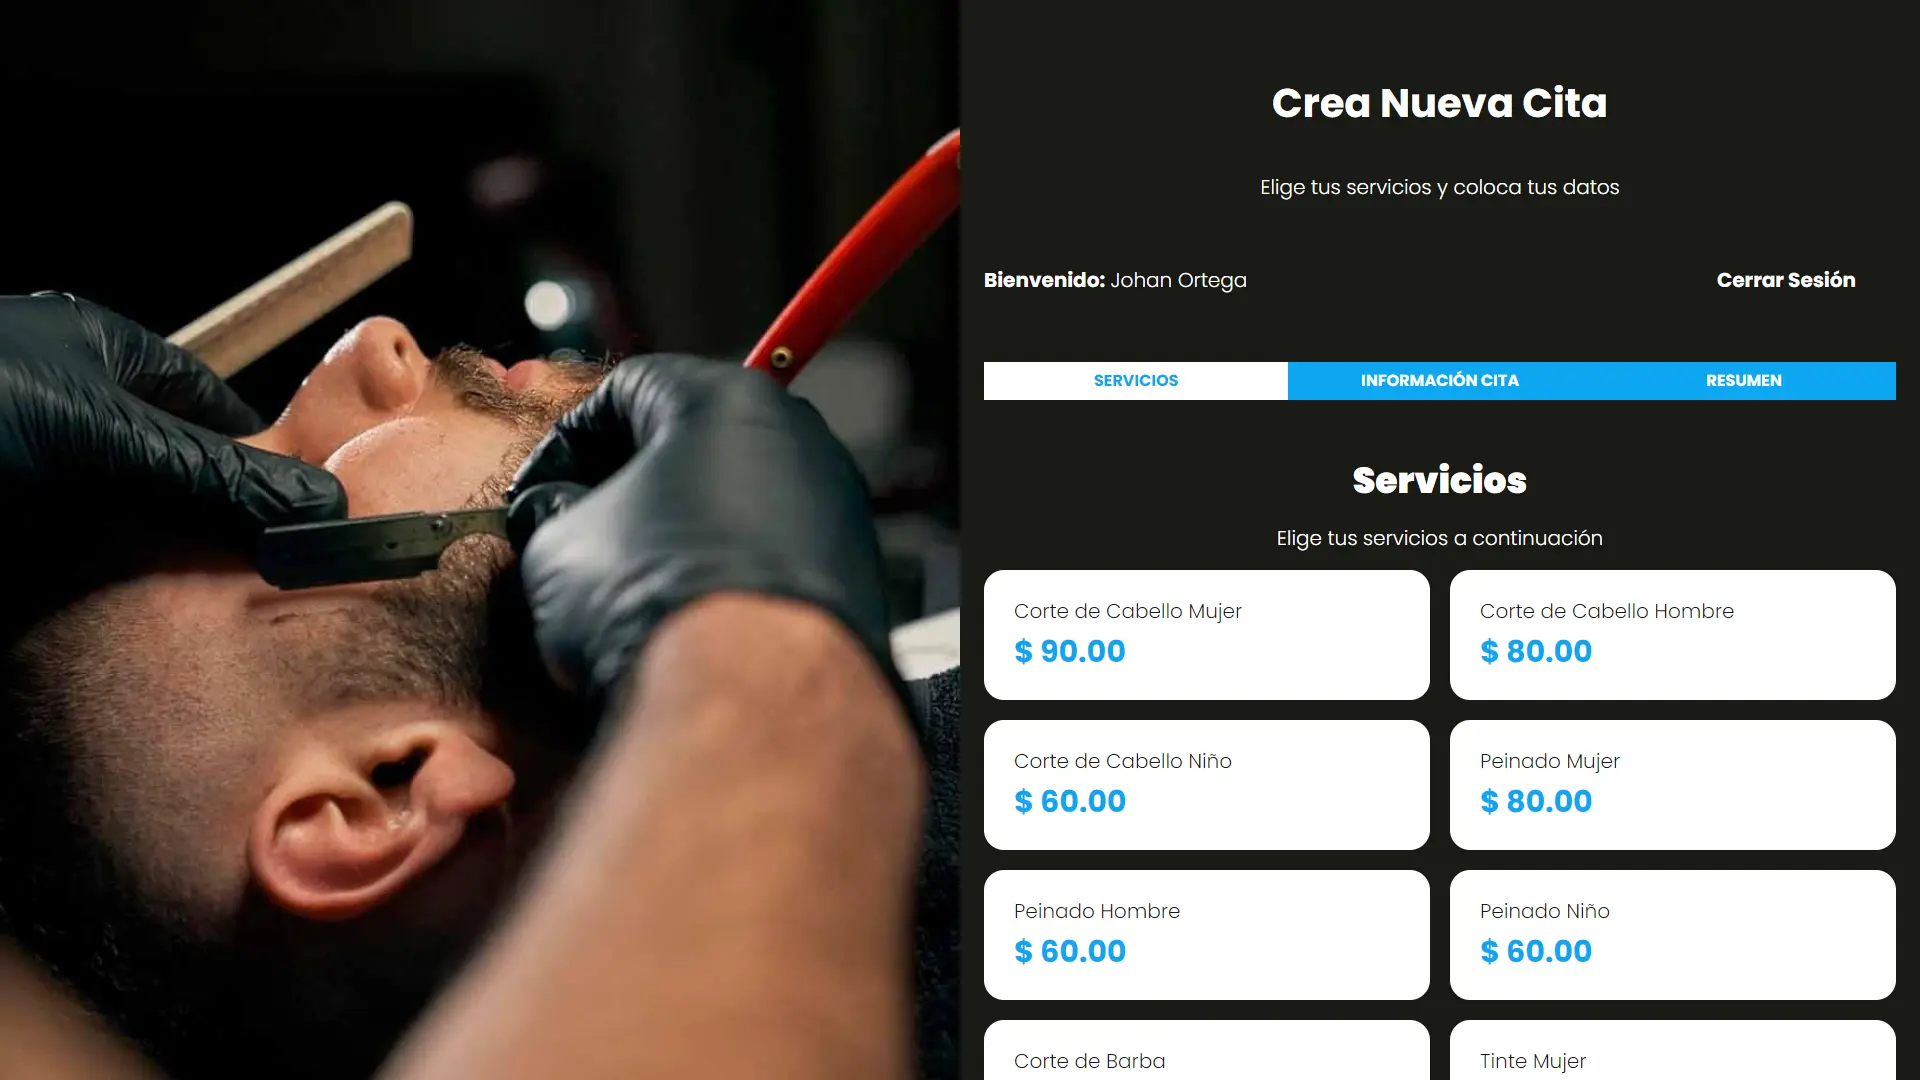 Crea Nueva Cita
Elige tus servicios y coloca tus datos
Bienvenido: Johan Ortega
Cerrar Sesión
SERVICIOS
INFORMACIÓN CITA
RESUMEN
Servicios
Elige tus servicios a continuación
Corte de Cabello Mujer
$ 90.00
Corte de Cabello Hombre
$ 80.00
Corte de Cabello Niño
$ 60.00
Peinado Mujer
$ 80.00
Peinado Hombre
$ 60.00
Peinado Niño
$ 60.00
Corte de Barba
Tinte Mujer